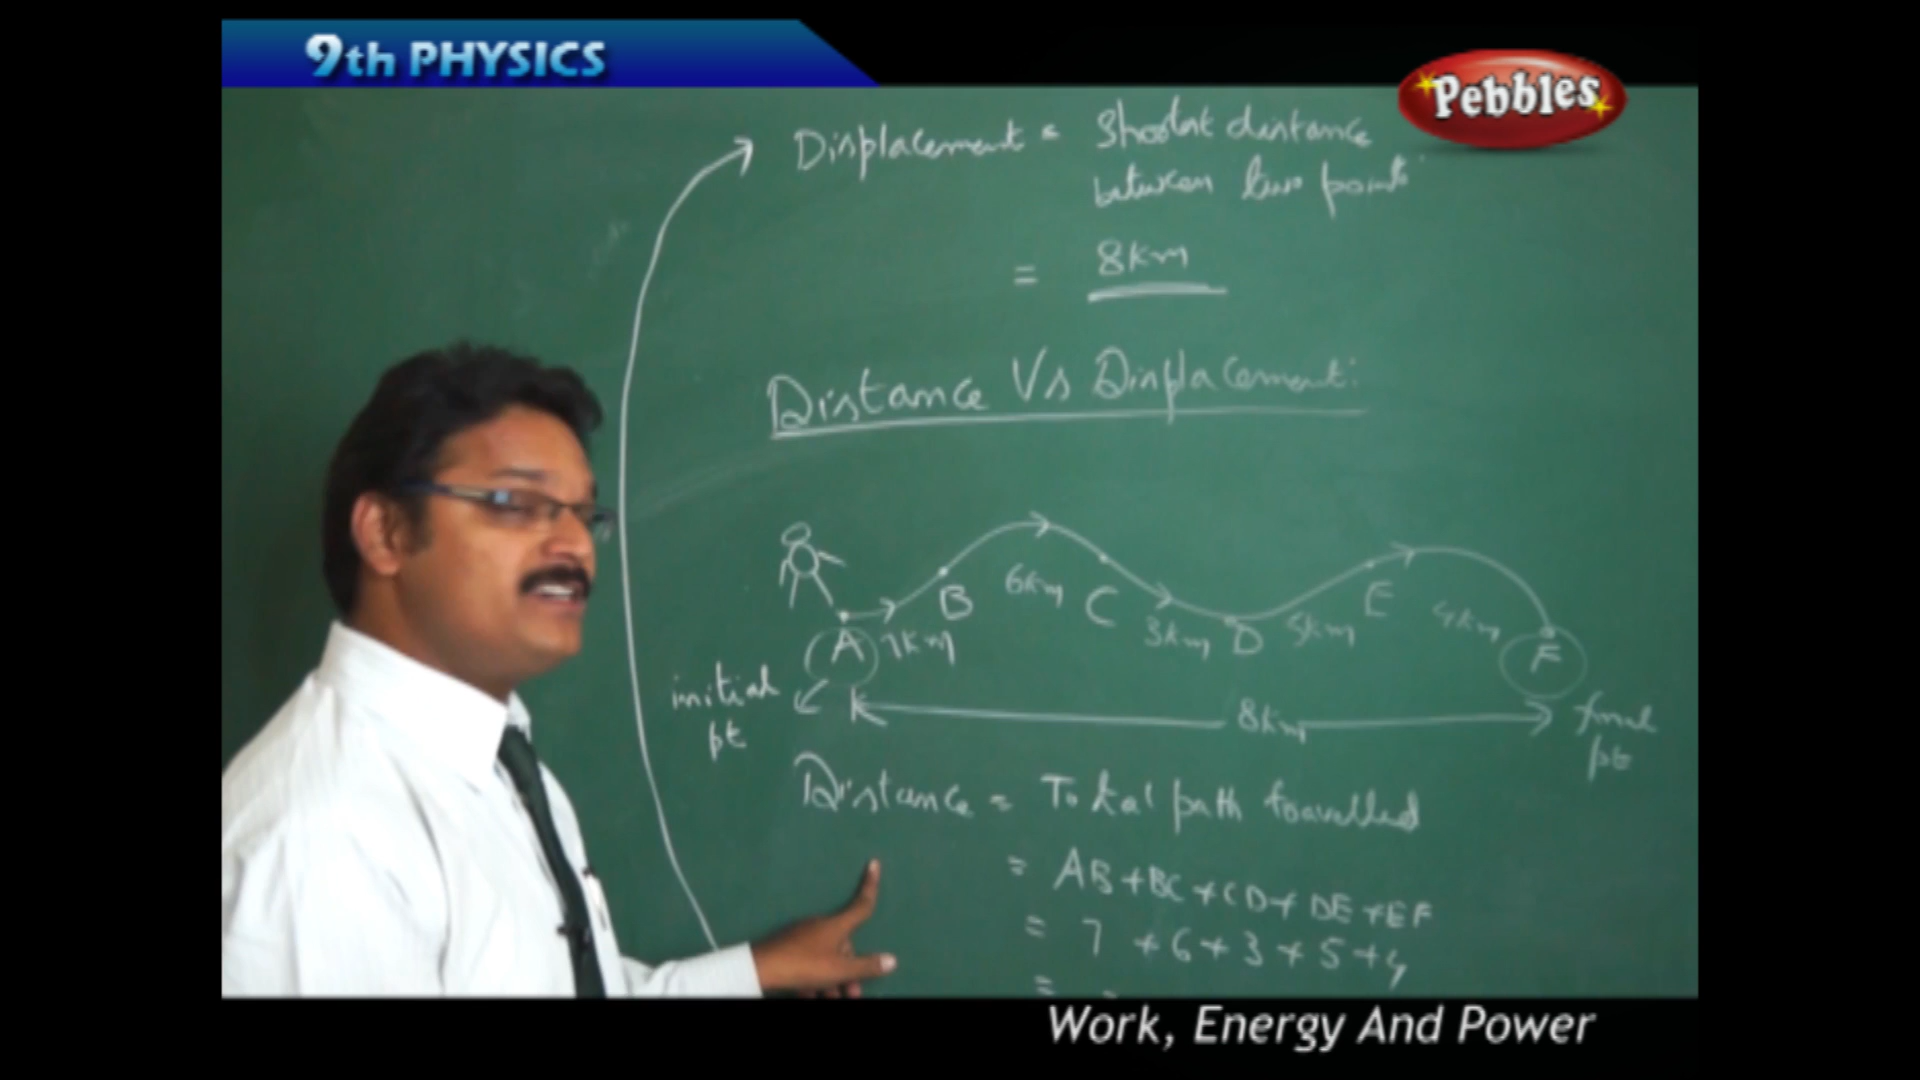 9th PHYSICS
Pebbles
Displacement = Shortest distance
between two points
= 8km
Distance Vs Displacement:
B 6km C
E 4km
A 7km
3km D 5km
F
initial
pt
8km
final
pt
Distance = Total path travelled
= AB+BC+CD+DE+EF
= 7 +6+3+5+4
=
Work, Energy And Power